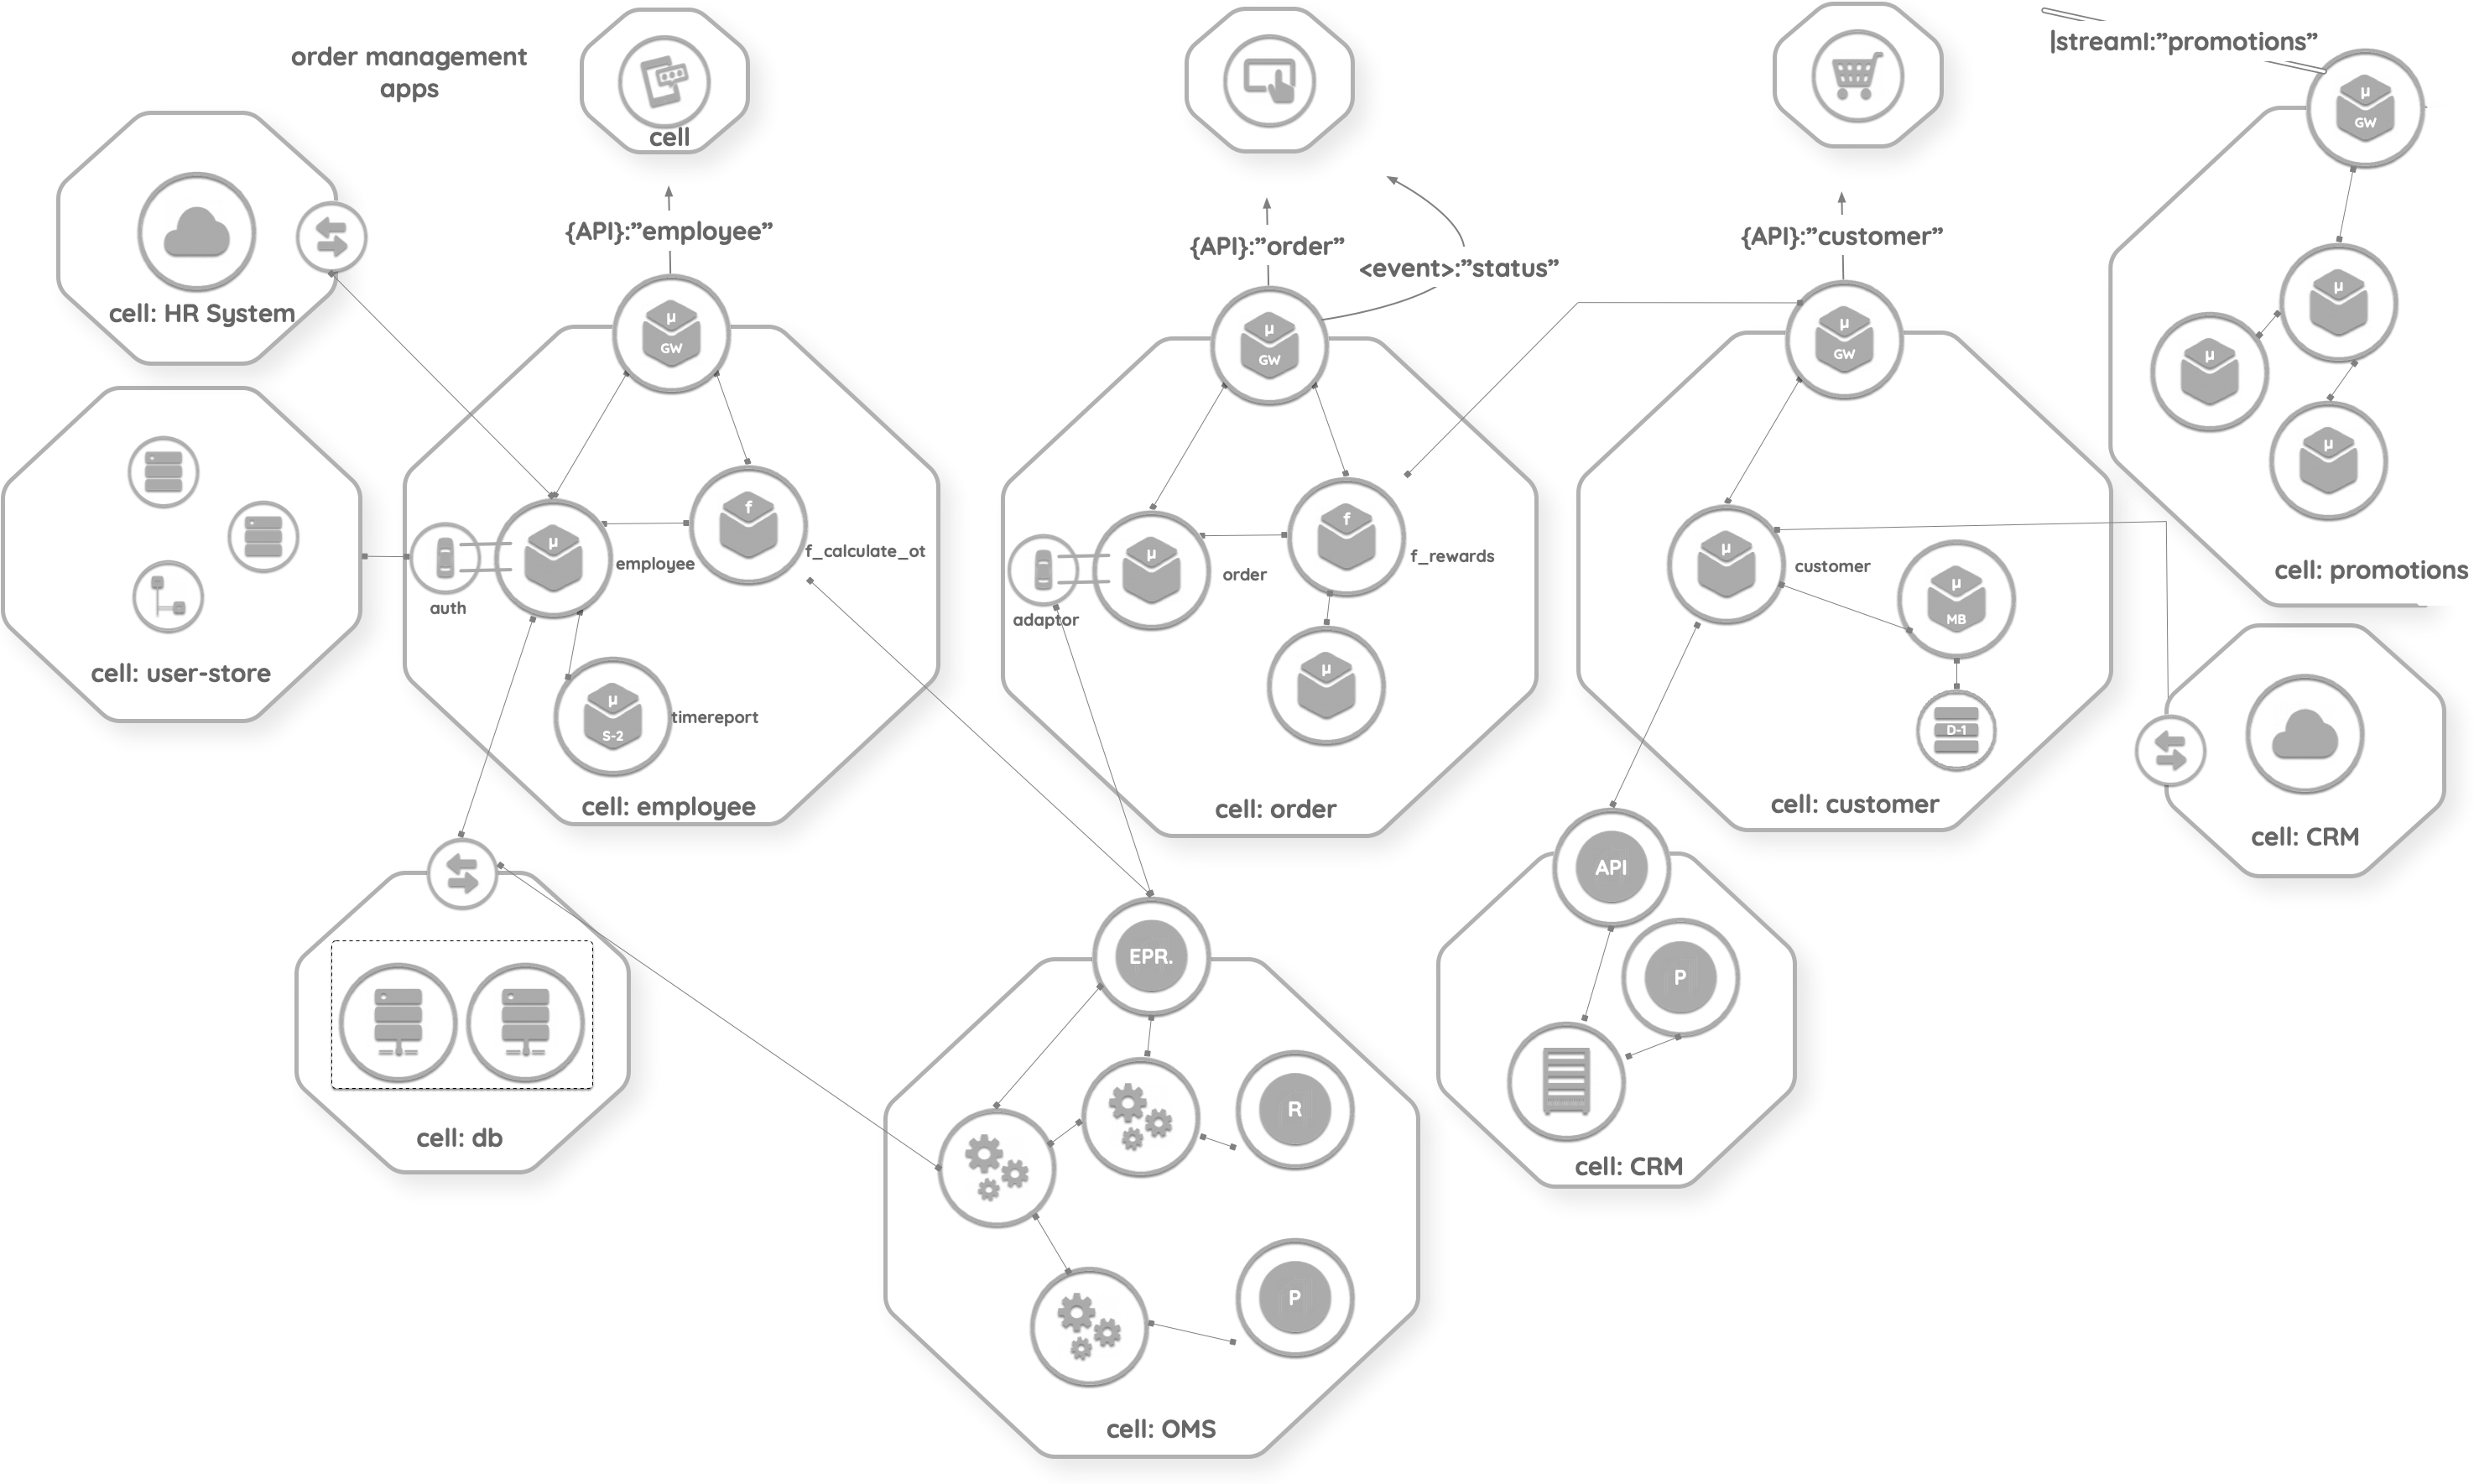 order management
apps
cell
|stream|:”promotions”
µ
GW
cell: HR System
{API}:”employee”
{API}:”order”
<event>:”status”
{API}:”customer”
µ
GW
µ
GW
µ
GW
µ
µ
µ
cell: promotions
cell: user-store
auth
µ
employee
f
f_calculate_ot
µ
S-2
timereport
cell: employee
adaptor
µ
order
f
f_rewards
µ
cell: order
µ
customer
µ
MB
D-1
cell: customer
cell: CRM
cell: db
EPR.
R
P
cell: OMS
API
P
cell: CRM